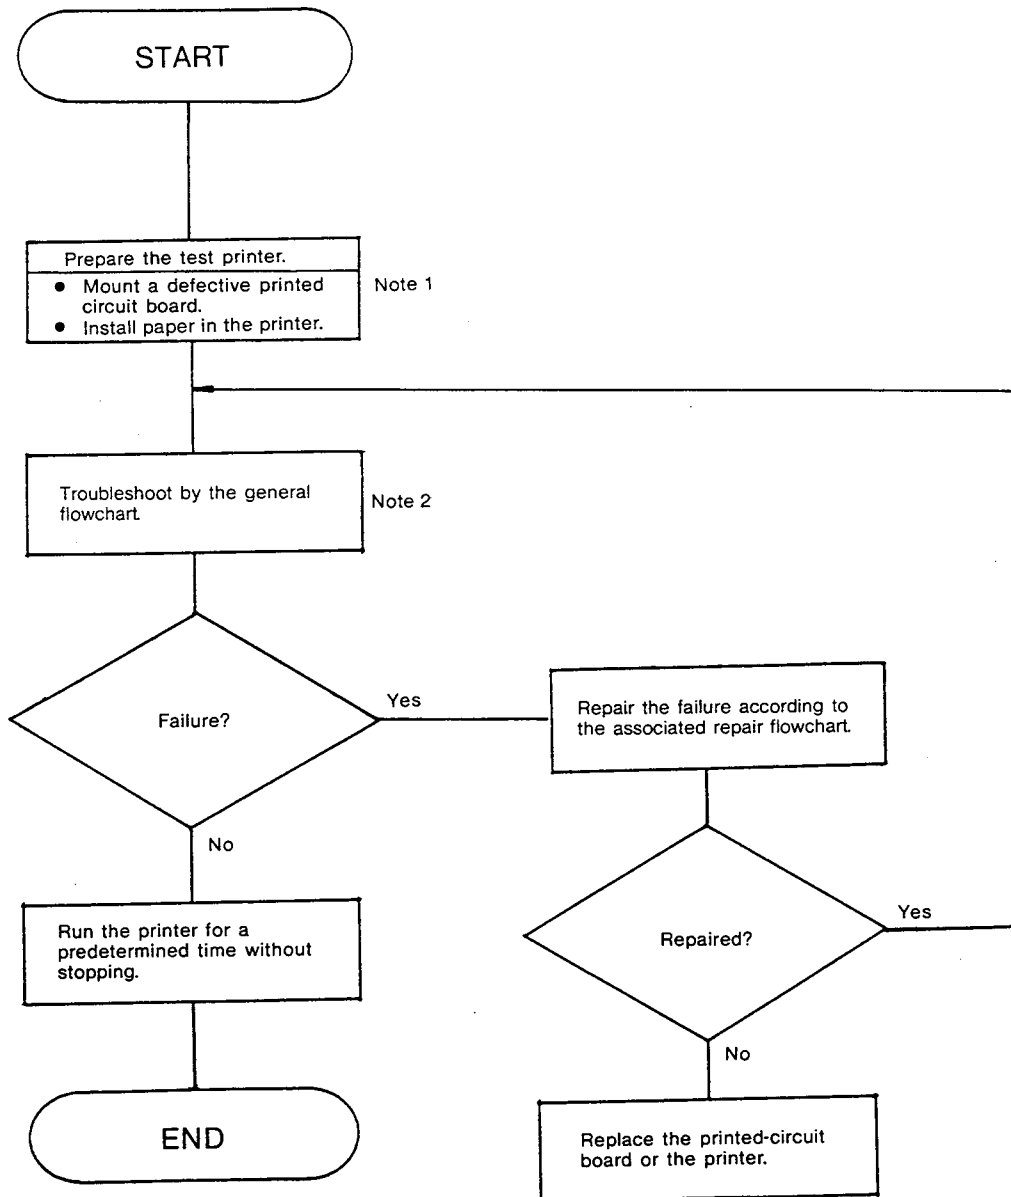 START
Prepare the test printer.
● Mount a defective printed
circuit board.
● Install paper in the printer.
Note 1
Troubleshoot by the general
flowchart.
Note 2
Failure?
Yes
No
Repair the failure according to
the associated repair flowchart.
Repaired?
Yes
No
Run the printer for a
predetermined time without
stopping.
END
Replace the printed-circuit
board or the printer.